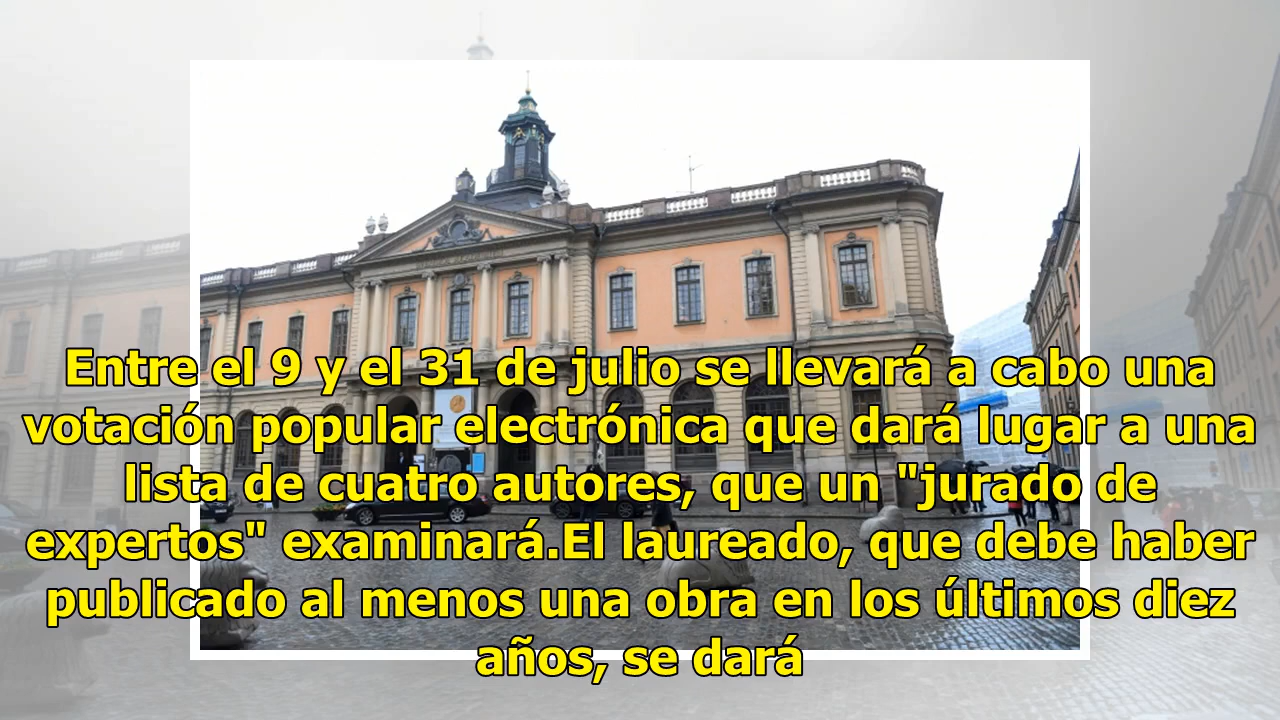 Entre el 9 y el 31 de julio se llevará a cabo una
votación popular electrónica que dará lugar a una
lista de cuatro autores, que un "jurado de
expertos" examinará.El laureado, que debe haber
publicado al menos una obra en los últimos diez
años, se dará